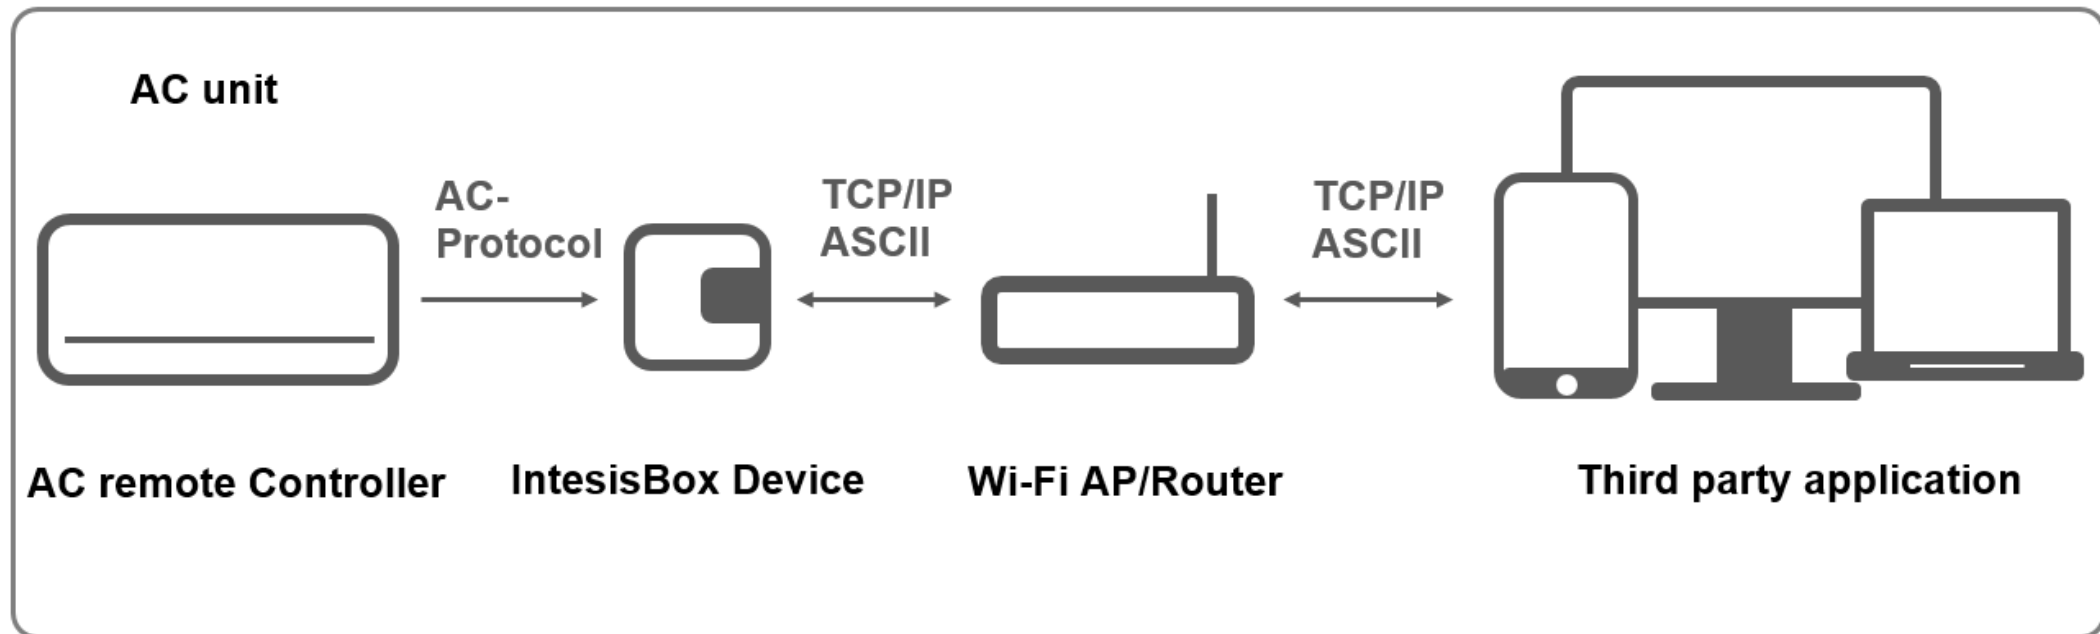 AC unit
AC-
Protocol
TCP/IP
ASCII
TCP/IP
ASCII
AC remote Controller
IntesisBox Device
Wi-Fi AP/Router
Third party application